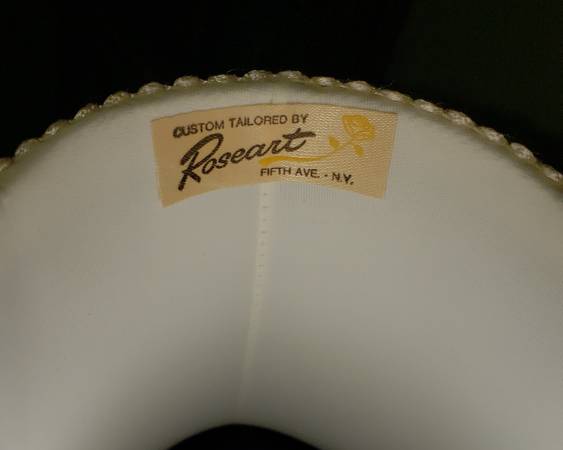 CUSTOM TAILORED BY
Roseart
FIFTH AVE. - N.Y.